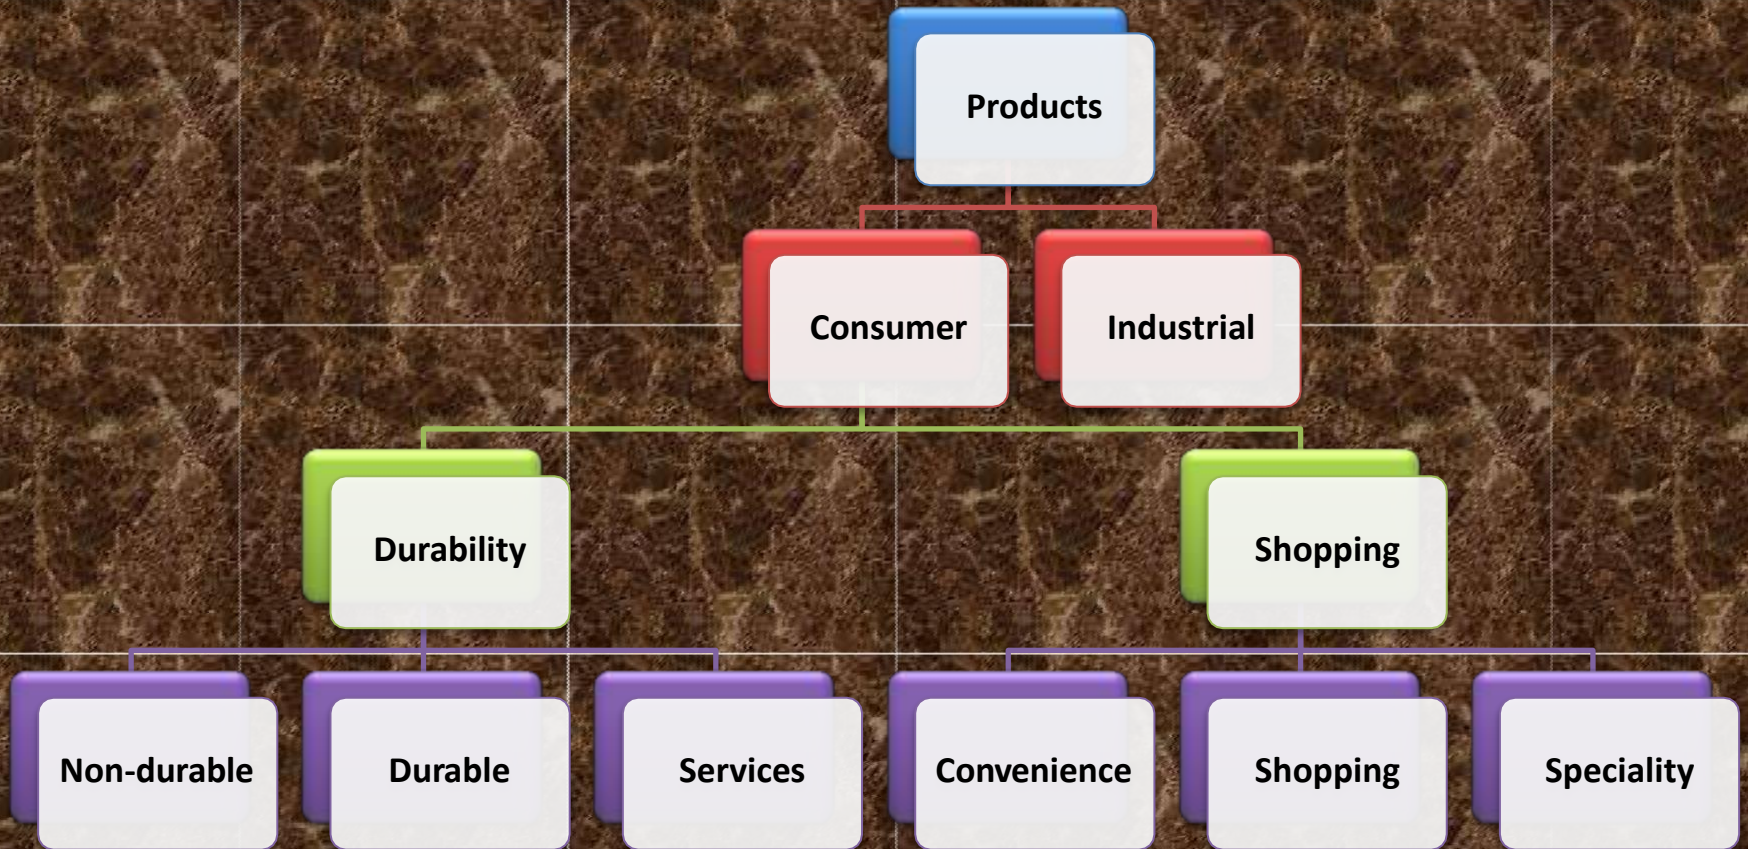 Products
Consumer
Industrial
Durability
Shopping
Non-durable
Durable
Services
Convenience
Shopping
Speciality